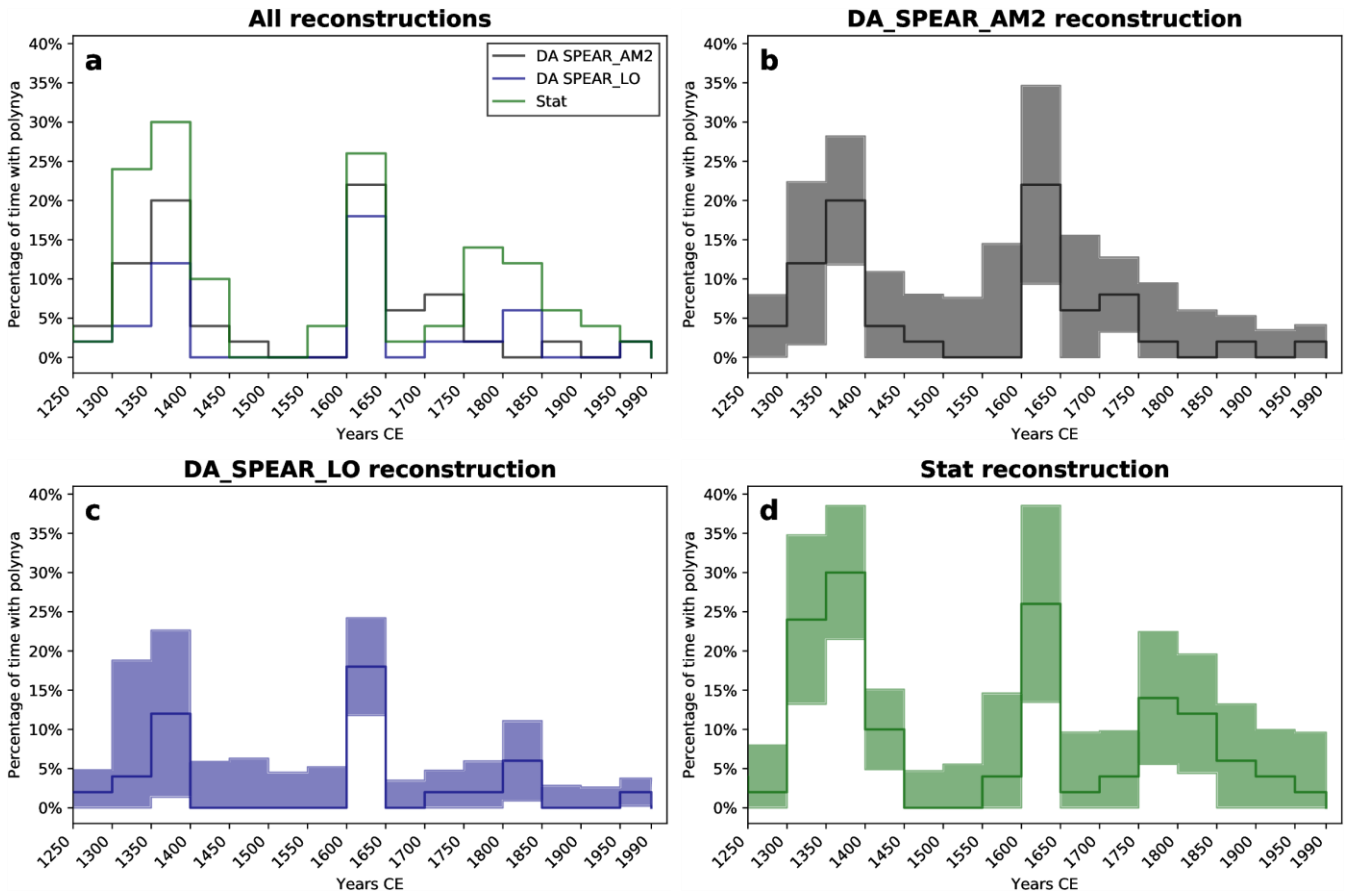 All reconstructions
a
DA SPEAR_AM2
DA SPEAR_LO
Stat
Percentage of time with polynya
40%
35%
30%
25%
20%
15%
10%
5%
0%
1250 1300 1350 1400 1450 1500 1550 1600 1650 1700 1750 1800 1850 1900 1950 1990
Years CE
DA_SPEAR_AM2 reconstruction
b
Percentage of time with polynya
40%
35%
30%
25%
20%
15%
10%
5%
0%
1250 1300 1350 1400 1450 1500 1550 1600 1650 1700 1750 1800 1850 1900 1950 1990
Years CE
DA_SPEAR_LO reconstruction
c
Percentage of time with polynya
40%
35%
30%
25%
20%
15%
10%
5%
0%
1250 1300 1350 1400 1450 1500 1550 1600 1650 1700 1750 1800 1850 1900 1950 1990
Years CE
Stat reconstruction
d
Percentage of time with polynya
40%
35%
30%
25%
20%
15%
10%
5%
0%
1250 1300 1350 1400 1450 1500 1550 1600 1650 1700 1750 1800 1850 1900 1950 1990
Years CE